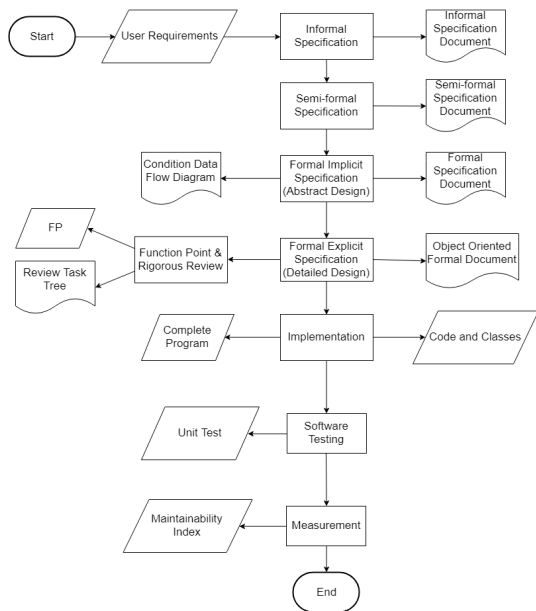 Start
User Requirements
Informal
Specification
Informal
Specification
Document
Semi-formal
Specification
Semi-formal
Specification
Document
Condition Data
Flow Diagram
Formal Implicit
Specification
(Abstract Design)
Formal
Specification
Document
FP
Review Task
Tree
Function Point &
Rigorous Review
Formal Explicit
Specification
(Detailed Design)
Object Oriented
Formal Document
Complete
Program
Implementation
Code and Classes
Unit Test
Software
Testing
Maintainability
Index
Measurement
End